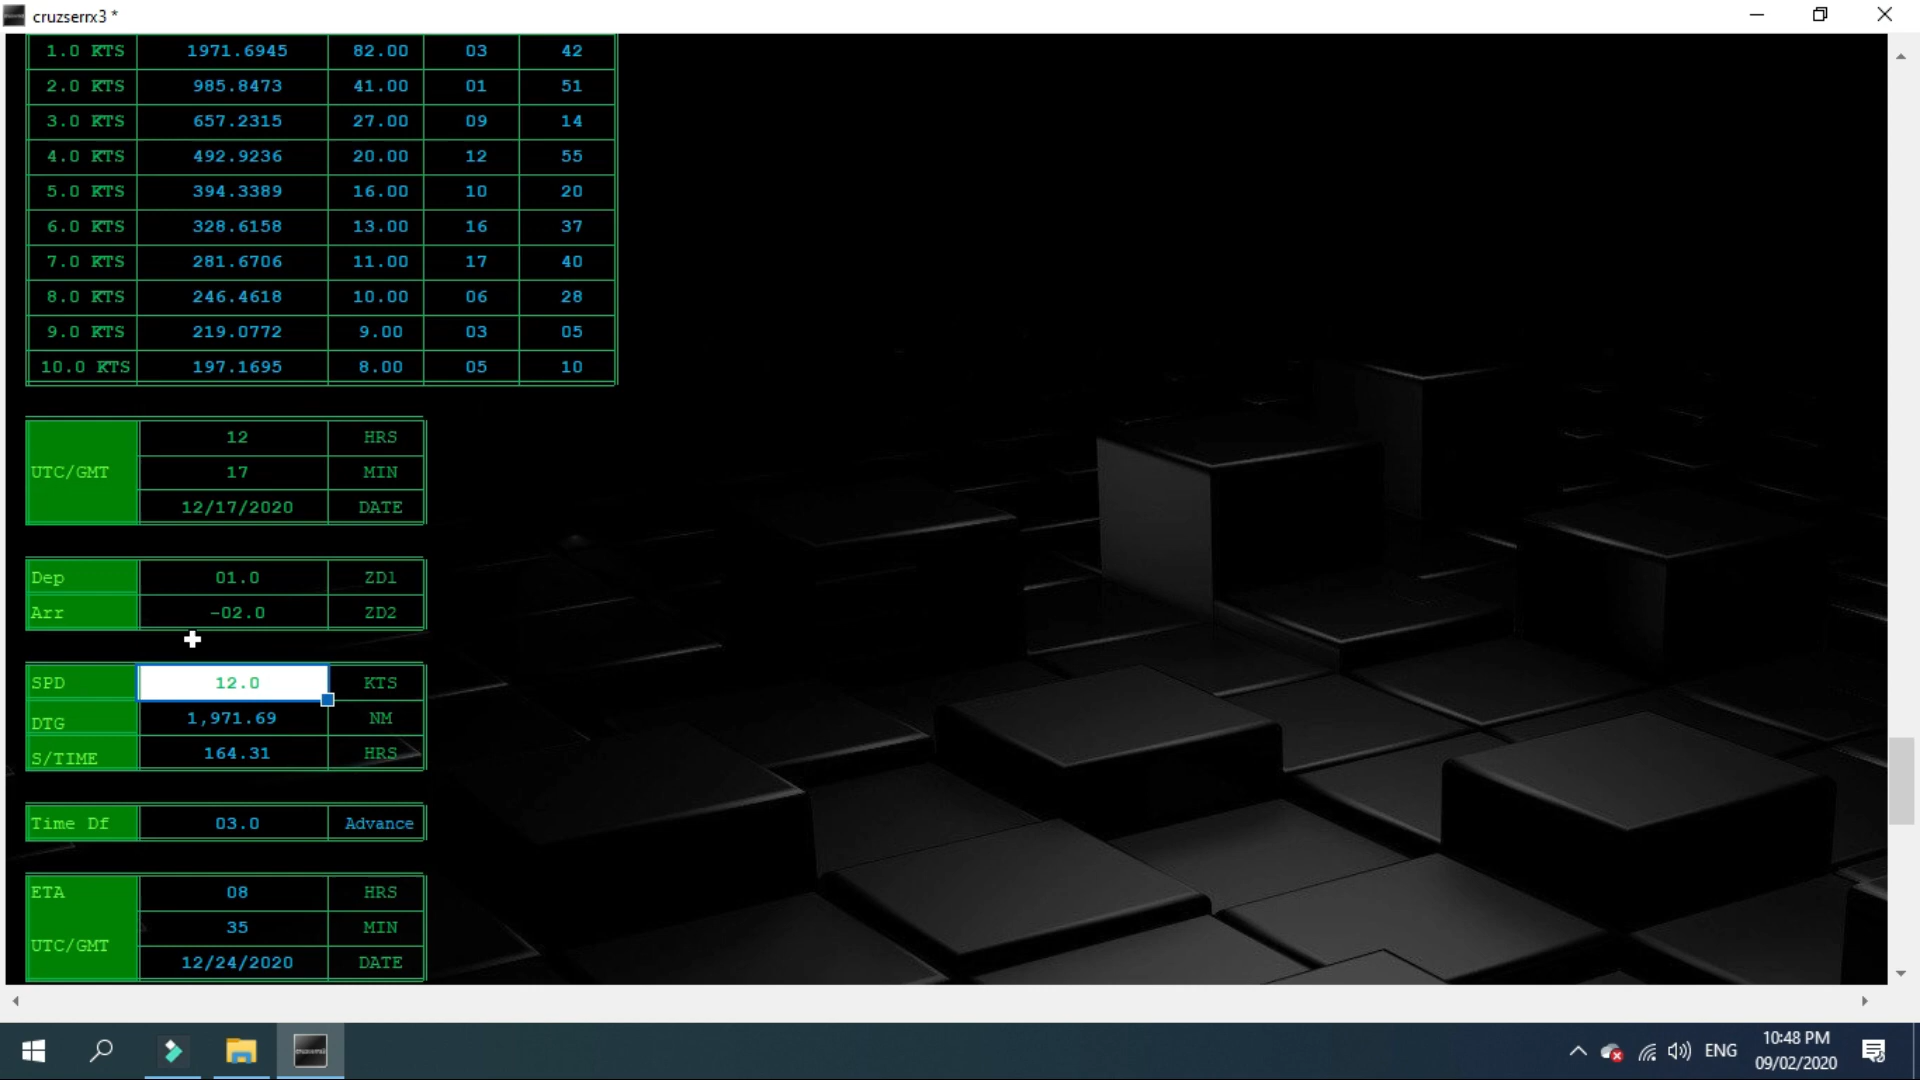 cruzserrx3 *
1.0 KTS 1971.6945 82.00 03 42
2.0 KTS 985.8473 41.00 01 51
3.0 KTS 657.2315 27.00 09 14
4.0 KTS 492.9236 20.00 12 55
5.0 KTS 394.3389 16.00 10 20
6.0 KTS 328.6158 13.00 16 37
7.0 KTS 281.6706 11.00 17 40
8.0 KTS 246.4618 10.00 06 28
9.0 KTS 219.0772 9.00 03 05
10.0 KTS 197.1695 8.00 05 10
12 HRS
UTC/GMT 17 MIN
12/17/2020 DATE
Dep 01.0 ZD1
Arr -02.0 ZD2
SPD 12.0 KTS
DTG 1,971.69 NM
S/TIME 164.31 HRS
Time Df 03.0 Advance
ETA 08 HRS
35 MIN
UTC/GMT
12/24/2020 DATE
ENG
10:48 PM
09/02/2020